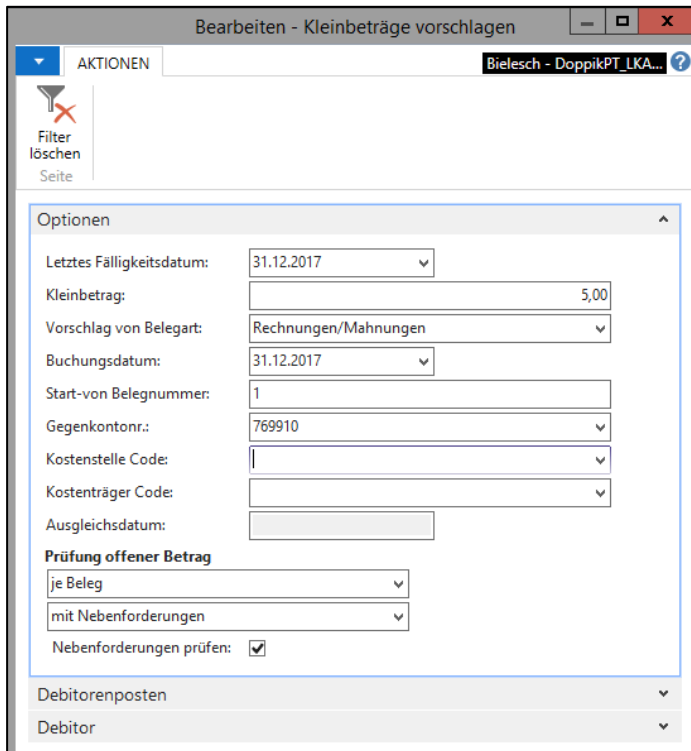 Bearbeiten - Kleinbeträge vorschlagen
AKTIONEN
Bielesch - DoppikPT_LKA...
Filter
löschen
Seite
Optionen
Letztes Fälligkeitsdatum: 31.12.2017
Kleinbetrag: 5,00
Vorschlag von Belegart: Rechnungen/Mahnungen
Buchungsdatum: 31.12.2017
Start-von Belegnummer: 1
Gegenkontonr.: 769910
Kostenstelle Code:
Kostenträger Code:
Ausgleichsdatum:
Prüfung offener Betrag
je Beleg
mit Nebenforderungen
Nebenforderungen prüfen:
Debitorenposten
Debitor